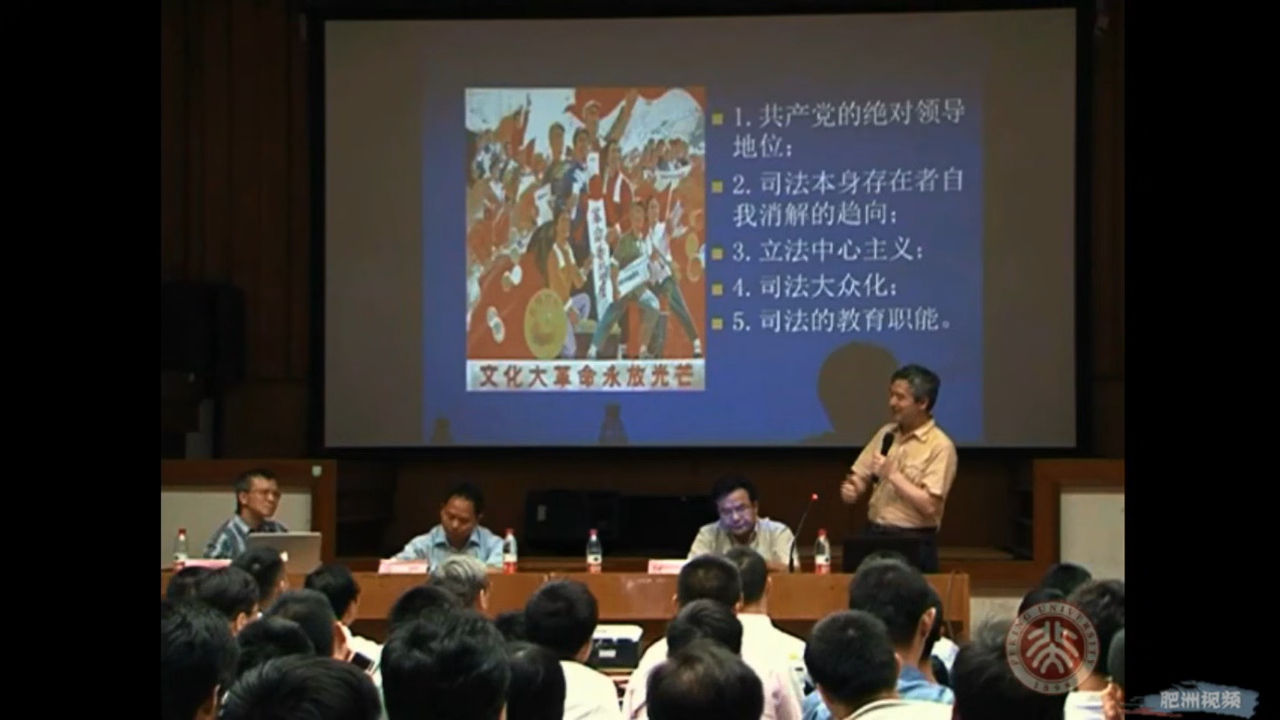 1. 共产党的绝对领导
地位；
2. 司法本身存在者自
我消解的趋向；
3. 立法中心主义；
4. 司法大众化；
5. 司法的教育职能。
文化大革命永放光芒
PEKING UNIVERSITY
1898
肥洲视频